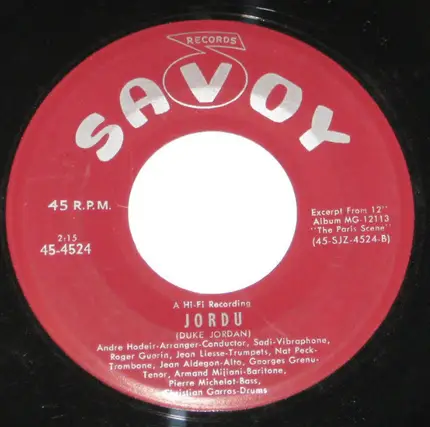 RECORDS
SAVOY
45 R.P.M.
2:15
45-4524
Excerpt From 12"
Album MG-12113
"The Paris Scene"
(45-SJZ-4524-B)
A Hi-Fi Recording
JORDU
(DUKE JORDAN)
Andre Hodeir-Arranger-Conductor, Sadi-Vibraphone,
Roger Guerin, Jean Liesse-Trumpets, Nat Peck-
Trombone, Jean Aldegon-Alto, Georges Grenu-
Tenor, Armand Mijiani-Baritone,
Pierre Michelot-Bass,
Christian Garros-Drums